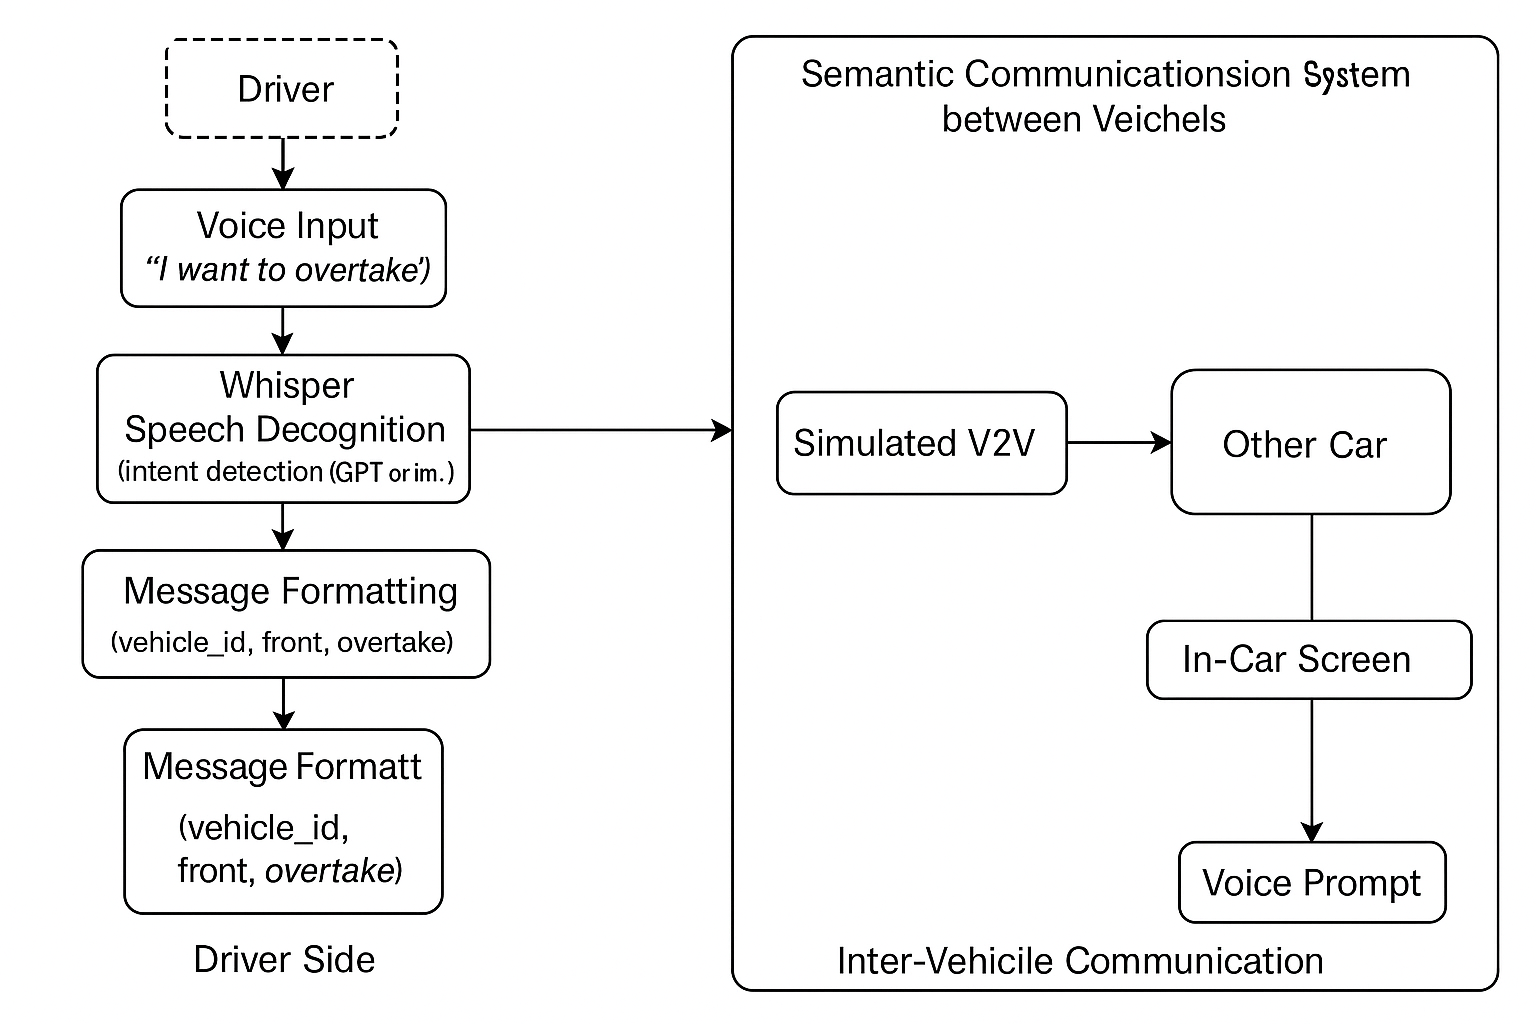 Driver
Voice Input
“I want to overtake’)
Whisper
Speech Decognition
(intent detection (GPT or im.)
Message Formatting
(vehicle_id, front, overtake)
Message Formatt
(vehicle_id,
front, overtake)
Driver Side
Semantic Communicationsion System
between Veichels
Simulated V2V
Other Car
In-Car Screen
Voice Prompt
Inter-Vehicile Communication